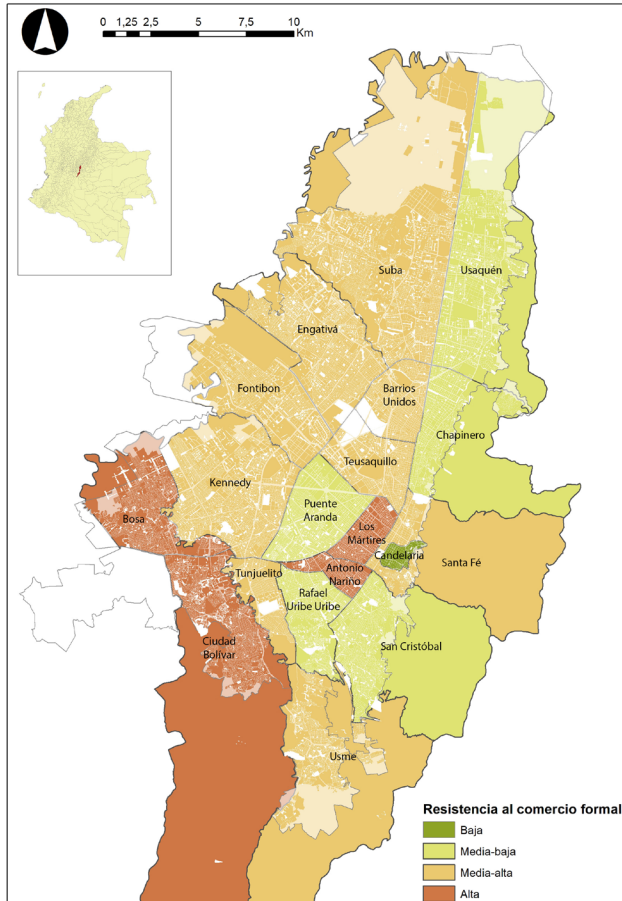 0 1,25 2,5 5 7,5 10
Km
Suba
Usaquén
Engativá
Fontibon
Barrios
Unidos
Chapinero
Teusaquillo
Kennedy
Puente
Aranda
Bosa
Los
Mártires
Candelaria
Santa Fé
Tunjuelito
Antonio
Nariño
Rafael
Uribe Uribe
Ciudad
Bolívar
San Cristóbal
Usme
Resistencia al comercio formal
Baja
Media-baja
Media-alta
Alta